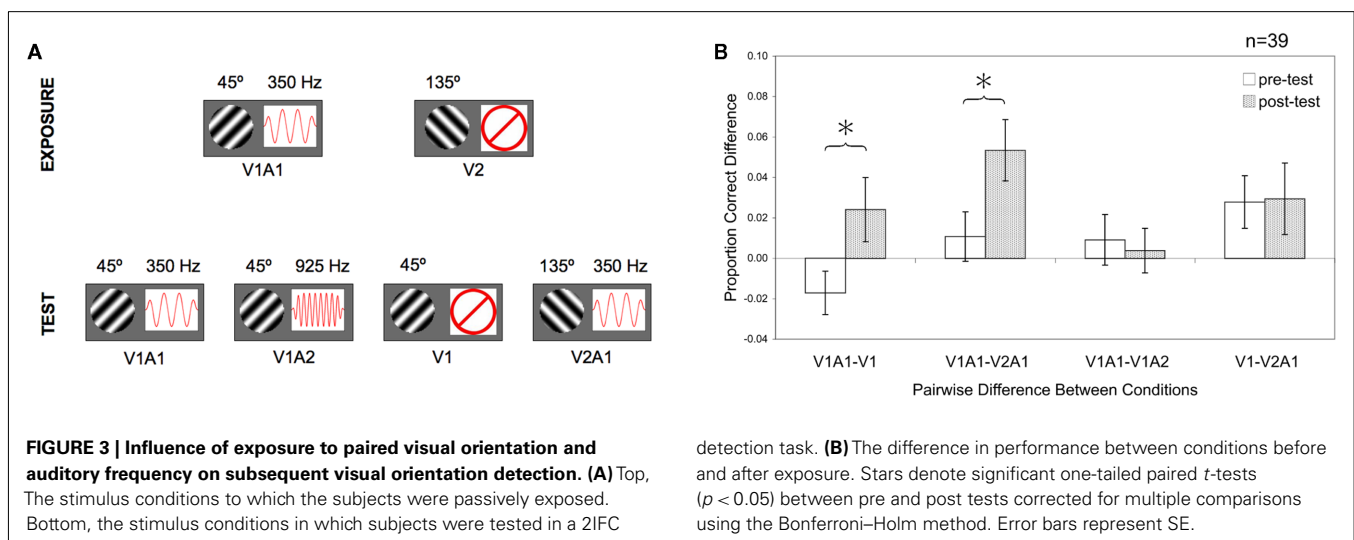 A
EXPOSURE
45º 350 Hz
135º
V1A1
V2
TEST
45º 350 Hz
45º 925 Hz
45º
135º 350 Hz
V1A1
V1A2
V1
V2A1
B
n=39
pre-test
post-test
*
*
Proportion Correct Difference
0.10
0.08
0.06
0.04
0.02
0.00
-0.02
-0.04
V1A1-V1
V1A1-V2A1
V1A1-V1A2
V1-V2A1
Pairwise Difference Between Conditions
FIGURE 3 | Influence of exposure to paired visual orientation and
auditory frequency on subsequent visual orientation detection. (A) Top,
The stimulus conditions to which the subjects were passively exposed.
Bottom, the stimulus conditions in which subjects were tested in a 2IFC
detection task. (B) The difference in performance between conditions before
and after exposure. Stars denote significant one-tailed paired t-tests
(p < 0.05) between pre and post tests corrected for multiple comparisons
using the Bonferroni–Holm method. Error bars represent SE.